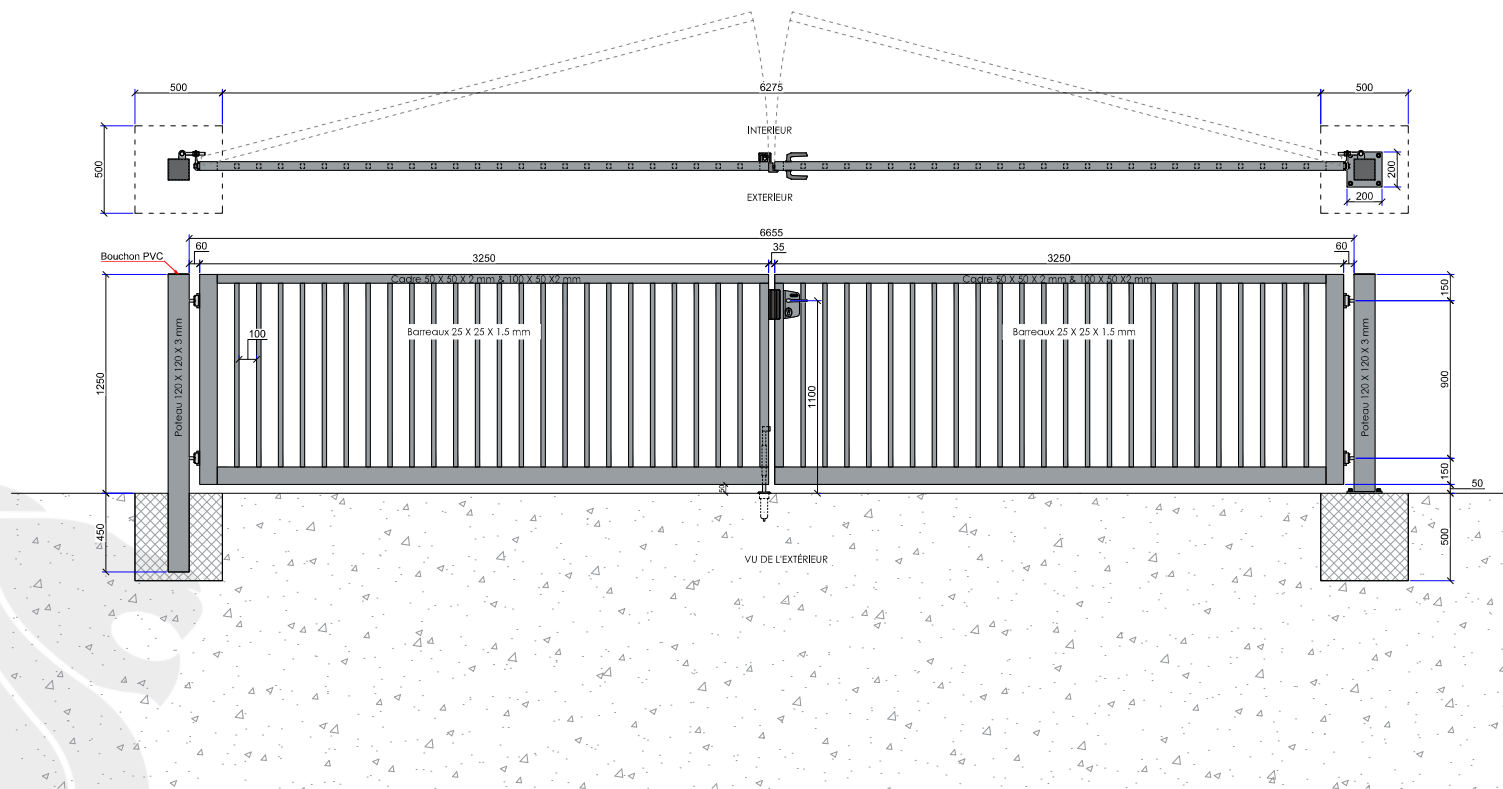 500
6275
500
INTERIEUR
500
200
EXTERIEUR
200
6655
60
35
60
Bouchon PVC
3250
3250
Cadre 50 X 50 X 2 mm & 100 X 50 X2 mm
Cadre 50 X 50 X 2 mm & 100 X 50 X2 mm
150
Barreaux 25 X 25 X 1.5 mm
Barreaux 25 X 25 X 1.5 mm
100
Poteau 120 X 120 X 3 mm
Poteau 120 X 120 X 3 mm
1250
1100
900
150
50
50
450
500
VU DE L'EXTÉRIEUR